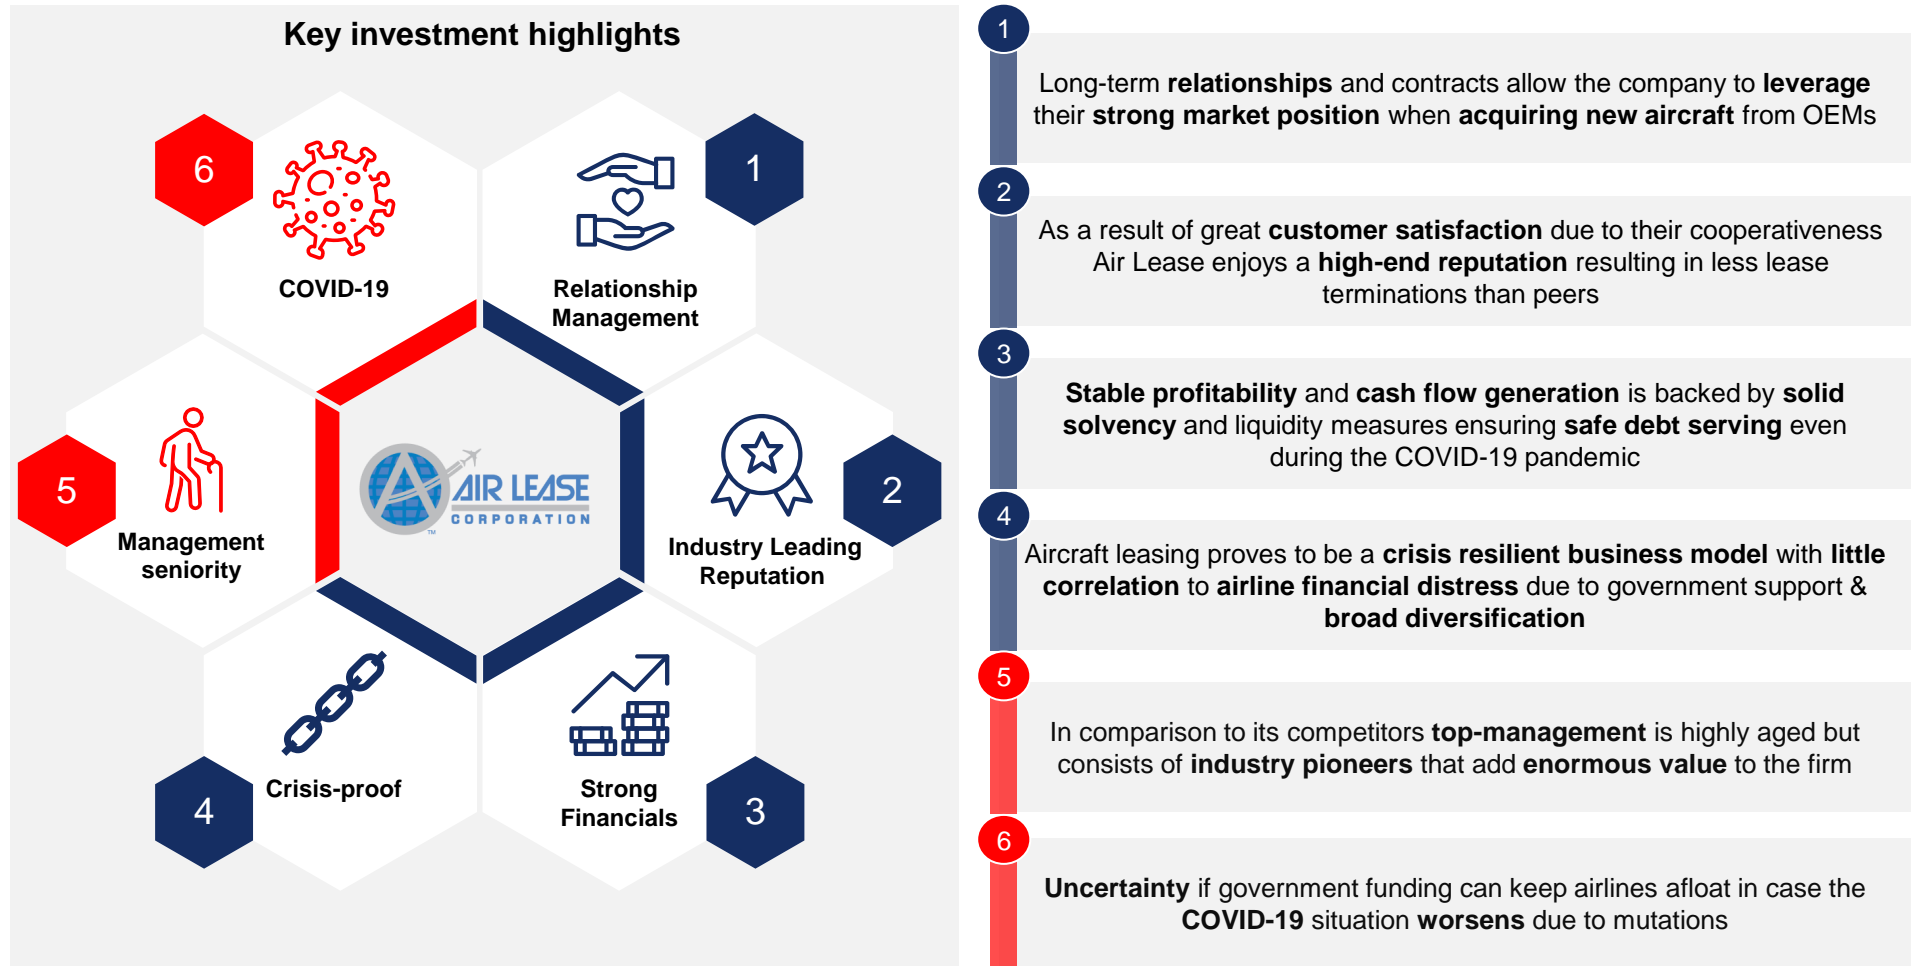 Key investment highlights
6
COVID-19
1
Relationship
Management
5
Management
seniority
AIR LEASE
CORPORATION
TM
2
Industry Leading
Reputation
4
Crisis-proof
3
Strong
Financials
1
Long-term relationships and contracts allow the company to leverage
their strong market position when acquiring new aircraft from OEMs
2
As a result of great customer satisfaction due to their cooperativeness
Air Lease enjoys a high-end reputation resulting in less lease
terminations than peers
3
Stable profitability and cash flow generation is backed by solid
solvency and liquidity measures ensuring safe debt serving even
during the COVID-19 pandemic
4
Aircraft leasing proves to be a crisis resilient business model with little
correlation to airline financial distress due to government support &
broad diversification
5
In comparison to its competitors top-management is highly aged but
consists of industry pioneers that add enormous value to the firm
6
Uncertainty if government funding can keep airlines afloat in case the
COVID-19 situation worsens due to mutations